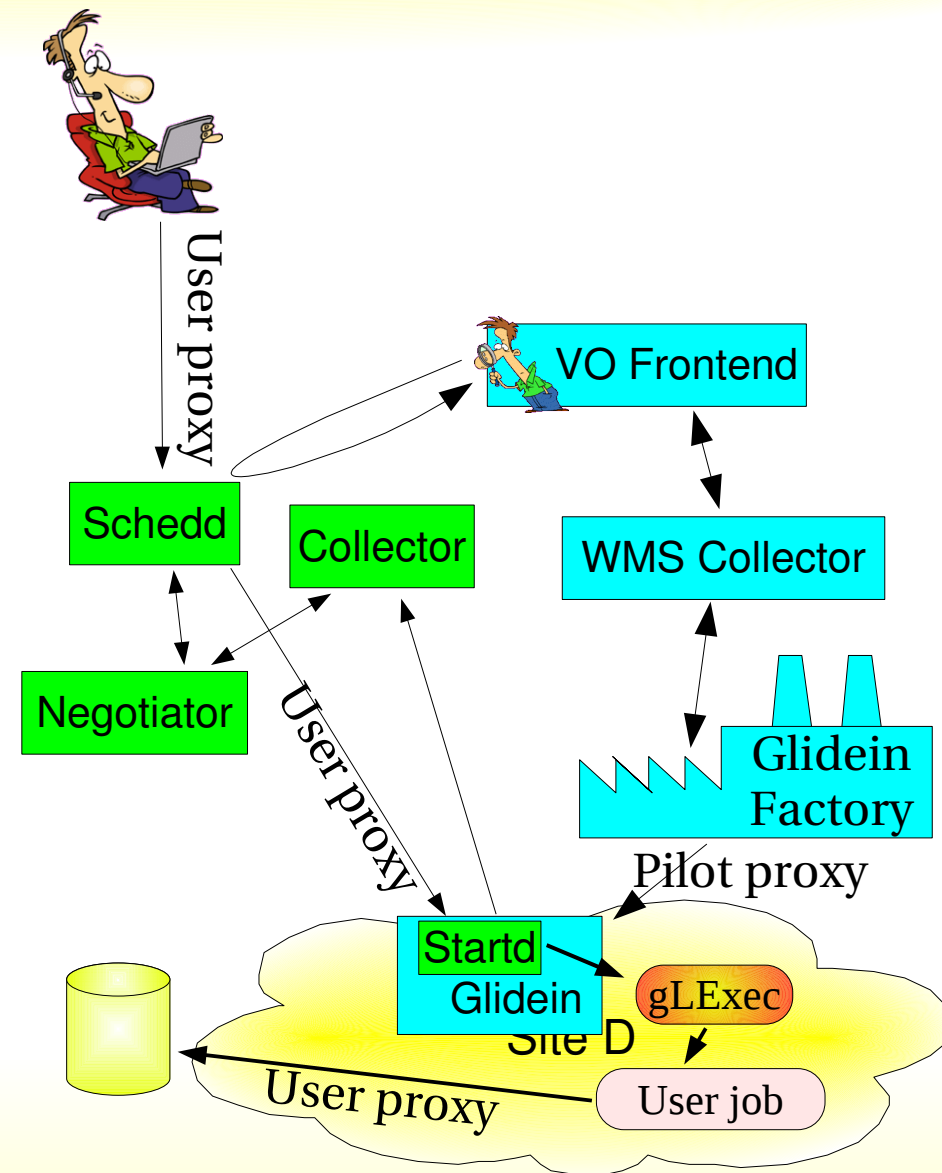 User proxy
VO Frontend
Schedd
Collector
WMS Collector
Negotiator
User proxy
Glidein
Factory
Pilot proxy
Startd
Glidein
gLExec
Site D
User job
User proxy